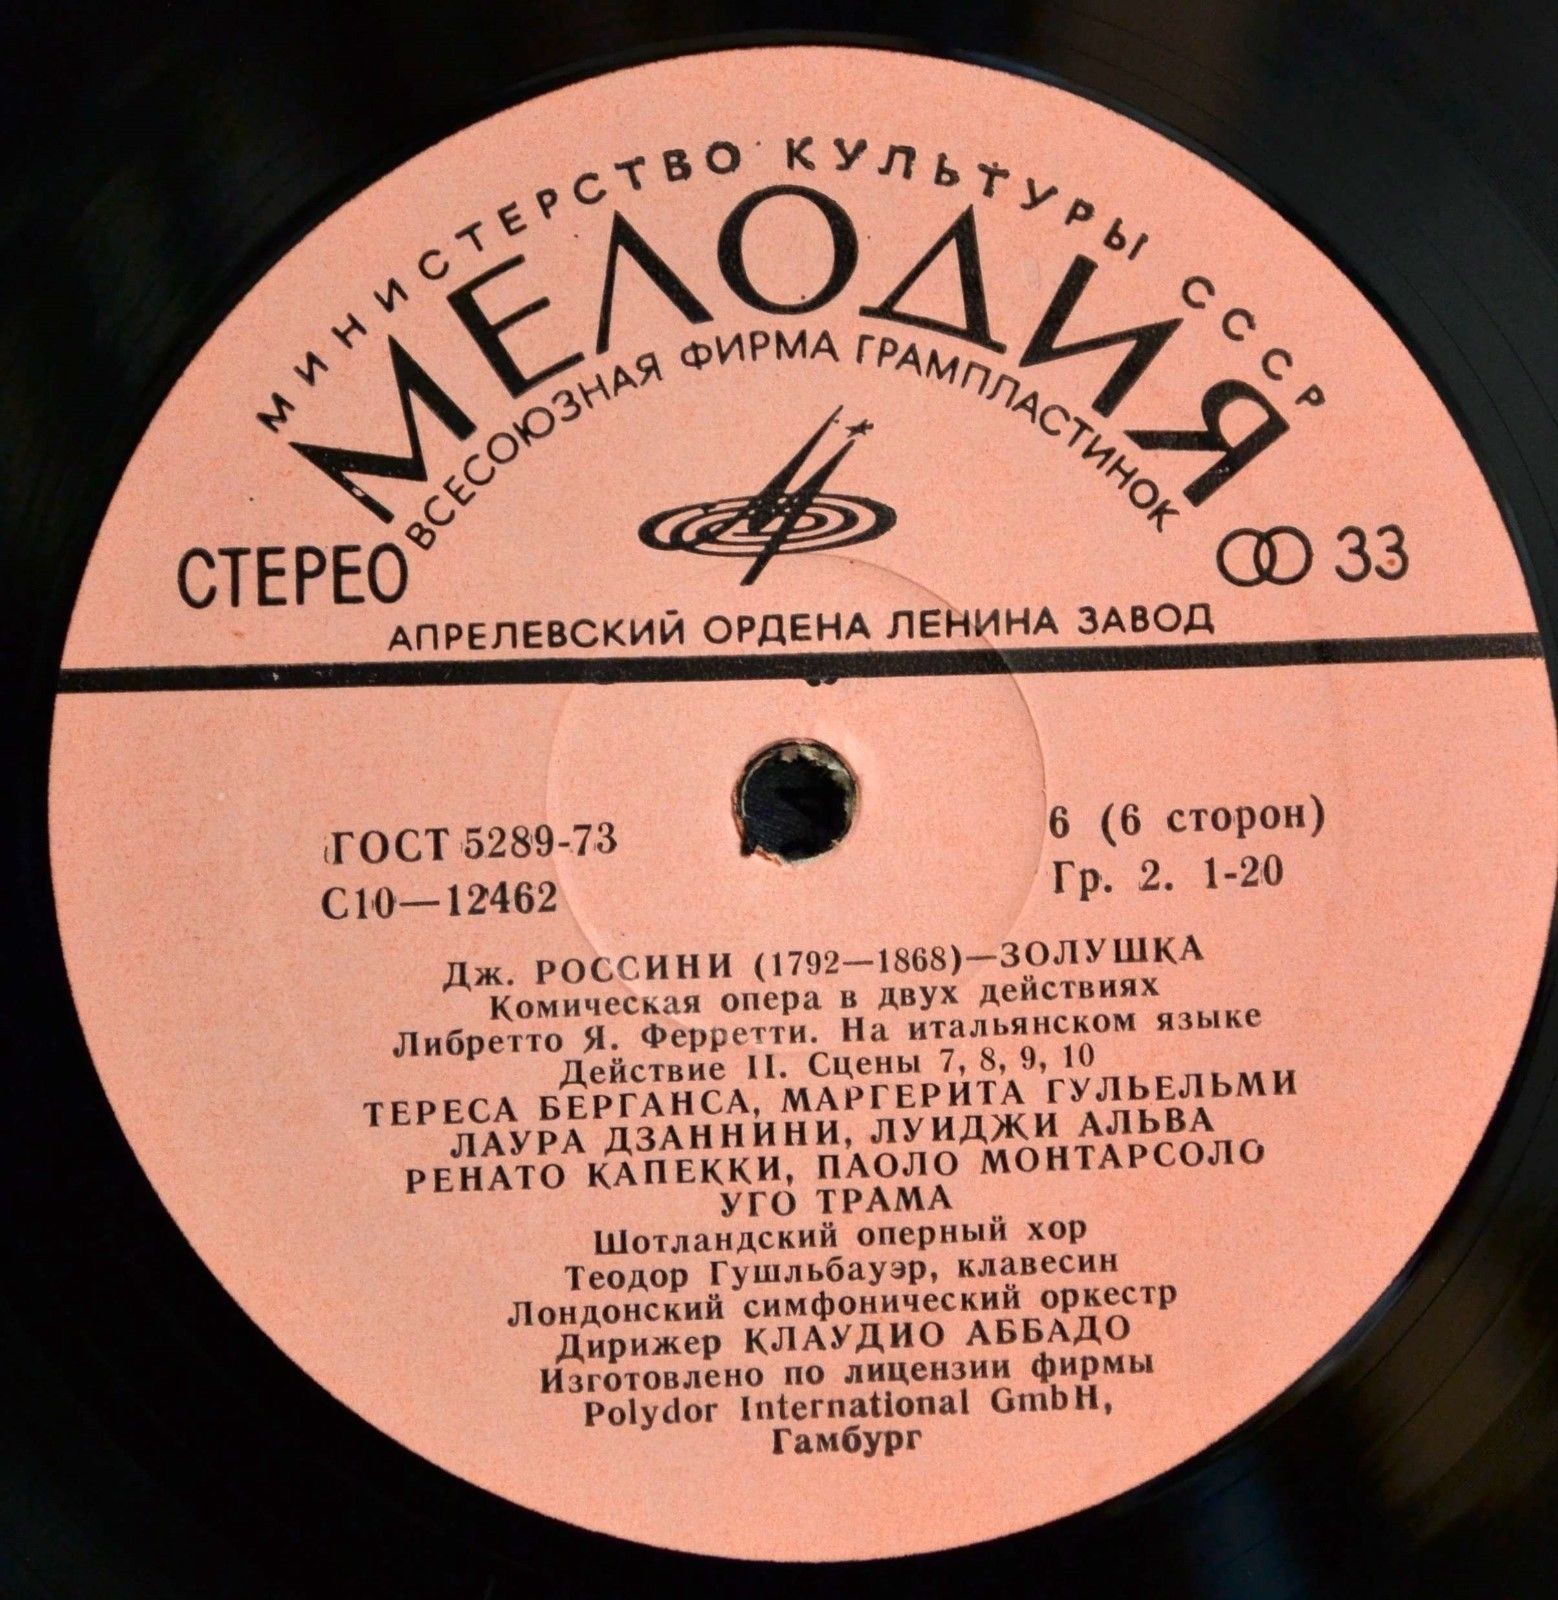 МИНИСТЕРСТВО КУЛЬТУРЫ СССР
МЕЛОДИЯ
ВСЕСОЮЗНАЯ ФИРМА ГРАМПЛАСТИНОК
СТЕРЕО
33
АПРЕЛЕВСКИЙ ОРДЕНА ЛЕНИНА ЗАВОД
ГОСТ 5289-73
С10—12462
6 (6 сторон)
Гр. 2. 1-20
Дж. РОССИНИ (1792—1868)—ЗОЛУШКА
Комическая опера в двух действиях
Либретто Я. Ферретти. На итальянском языке
Действие II. Сцены 7, 8, 9, 10
ТЕРЕСА БЕРГАНСА, МАРГЕРИТА ГУЛЬЕЛЬМИ
ЛАУРА ДЗАННИНИ, ЛУИДЖИ АЛЬВА
РЕНАТО КАПЕККИ, ПАОЛО МОНТАРСОЛО
УГО ТРАМА
Шотландский оперный хор
Теодор Гушльбауэр, клавесин
Лондонский симфонический оркестр
Дирижер КЛАУДИО АББАДО
Изготовлено по лицензии фирмы
Polydor International GmbH,
Гамбург